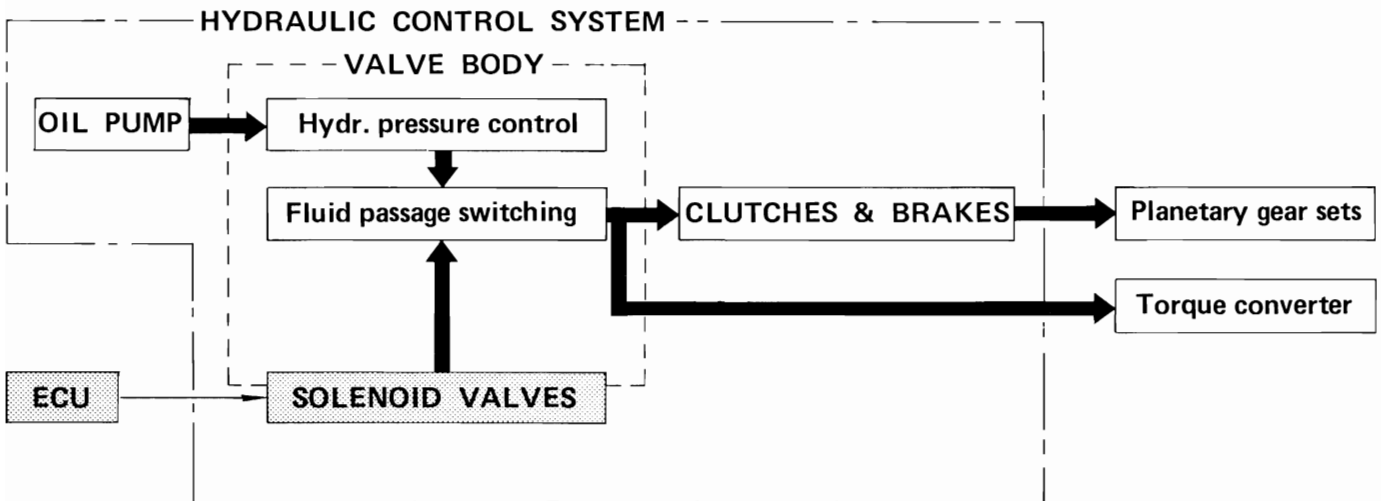 HYDRAULIC CONTROL SYSTEM
VALVE BODY
OIL PUMP
Hydr. pressure control
Fluid passage switching
CLUTCHES & BRAKES
Planetary gear sets
Torque converter
ECU
SOLENOID VALVES